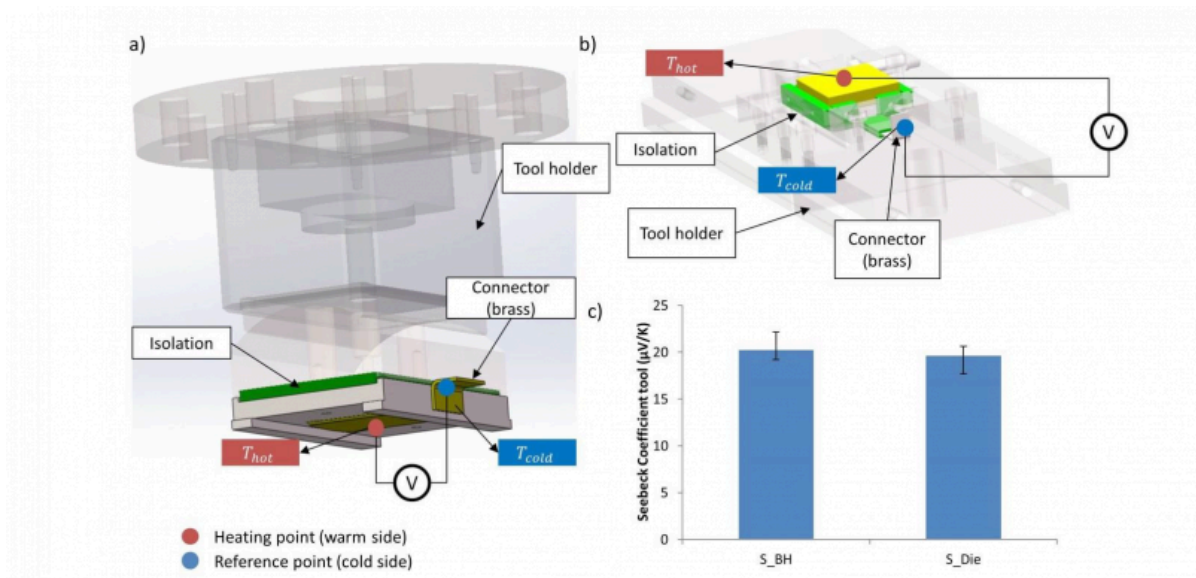 a)
Tool holder
Connector
(brass)
Isolation
T_hot
T_cold
V
Heating point (warm side)
Reference point (cold side)
b)
T_hot
Isolation
V
T_cold
Tool holder
Connector
(brass)
c)
Seebeck Coefficient tool (µV/K)
25
20
15
10
5
0
S_BH
S_Die